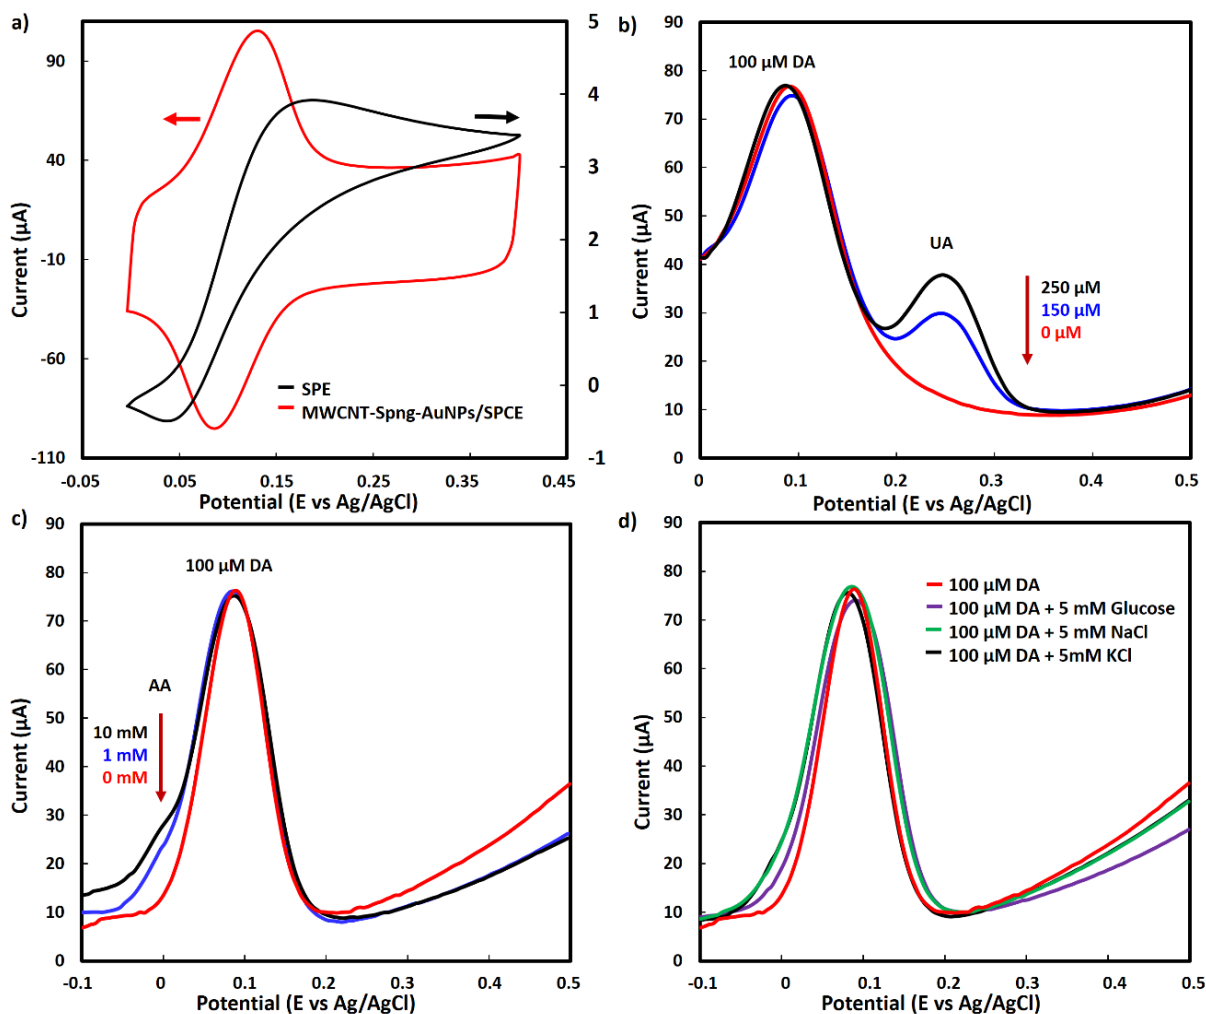 a)
90
40
-10
-60
-110
5
4
3
2
1
0
-1
Current (µA)
SPE
MWCNT-Spng-AuNPs/SPCE
-0.05 0.05 0.15 0.25 0.35 0.45
Potential (E vs Ag/AgCl)
b)
90
80
70
60
50
40
30
20
10
0
Current (µA)
100 µM DA
UA
250 µM
150 µM
0 µM
0 0.1 0.2 0.3 0.4 0.5
Potential (E vs Ag/AgCl)
c)
90
80
70
60
50
40
30
20
10
0
Current (µA)
100 µM DA
AA
10 mM
1 mM
0 mM
-0.1 0 0.1 0.2 0.3 0.4 0.5
Potential (E vs Ag/AgCl)
d)
90
80
70
60
50
40
30
20
10
0
Current (µA)
100 µM DA
100 µM DA + 5 mM Glucose
100 µM DA + 5 mM NaCl
100 µM DA + 5mM KCl
-0.1 0 0.1 0.2 0.3 0.4 0.5
Potential (E vs Ag/AgCl)